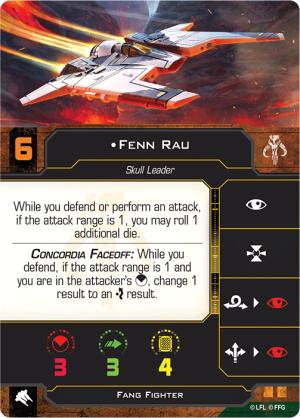 6
•Fenn Rau
Skull Leader
While you defend or perform an attack,
if the attack range is 1, you may roll 1
additional die.
Concordia Faceoff: While you
defend, if the attack range is 1 and
you are in the attacker's , change 1
result to an result.
3 3 4
Fang Fighter
©LFL ©FFG